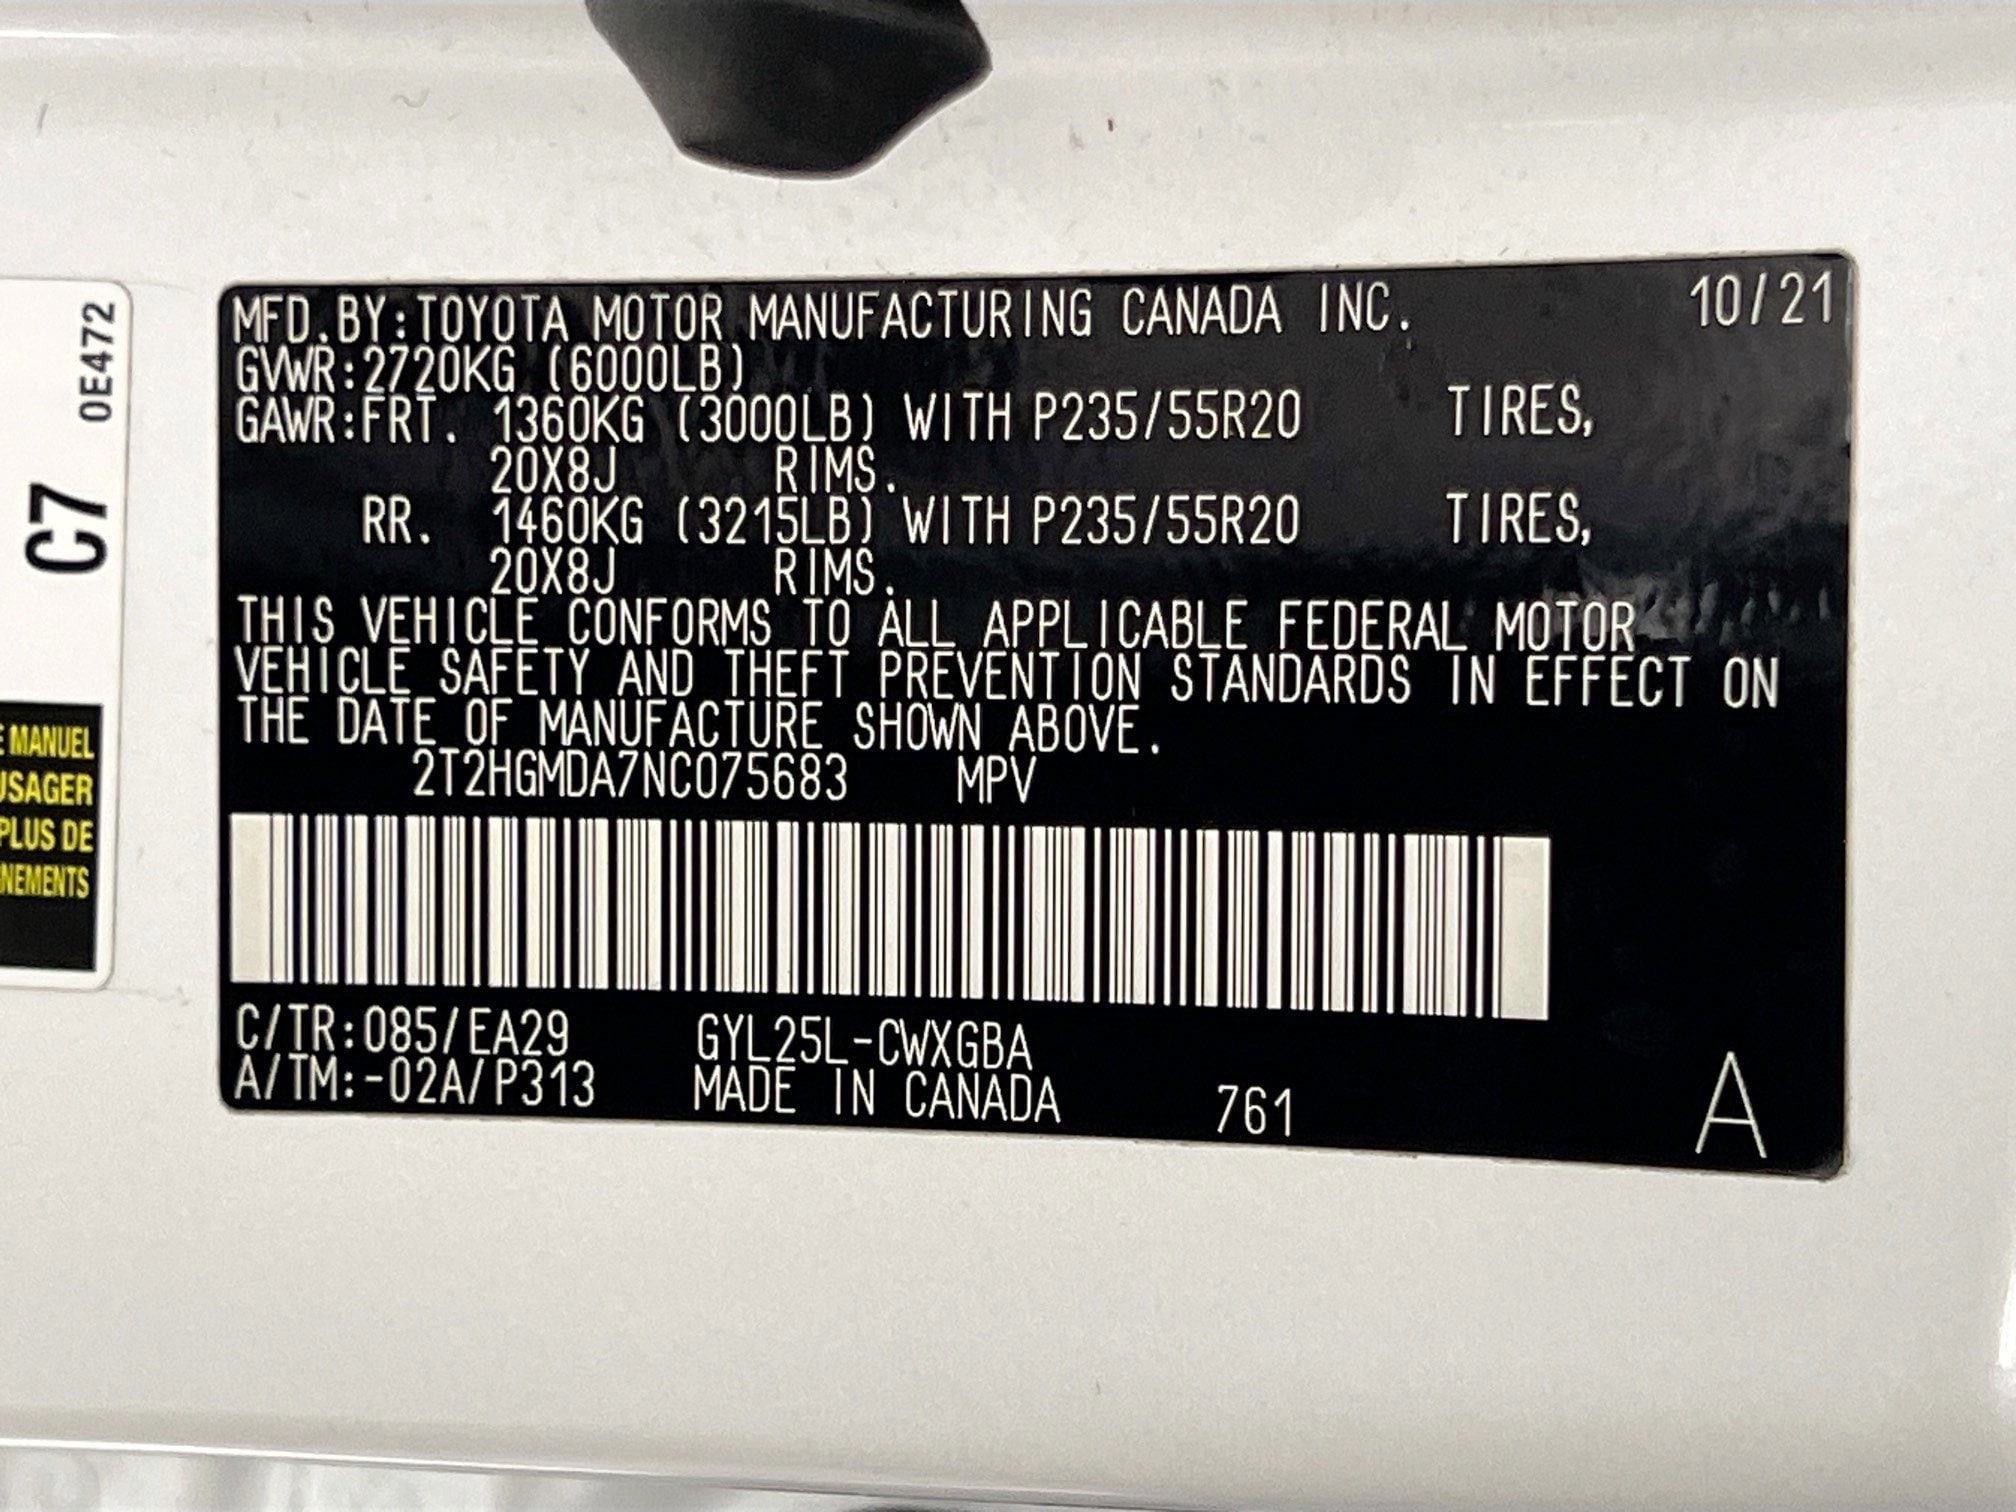 MFD.BY:TOYOTA MOTOR MANUFACTURING CANADA INC. 10/21
GVWR:2720KG (6000LB)
GAWR:FRT. 1360KG (3000LB) WITH P235/55R20 TIRES,
20X8J RIMS.
RR. 1460KG (3215LB) WITH P235/55R20 TIRES,
20X8J RIMS.
THIS VEHICLE CONFORMS TO ALL APPLICABLE FEDERAL MOTOR
VEHICLE SAFETY AND THEFT PREVENTION STANDARDS IN EFFECT ON
THE DATE OF MANUFACTURE SHOWN ABOVE.
2T2HGMDA7NC075683 MPV
C/TR:085/EA29 GYL25L-CWXGBA
A/TM:-02A/P313 MADE IN CANADA 761 A
C7 0E472
MANUEL
USAGER
PLUS DE